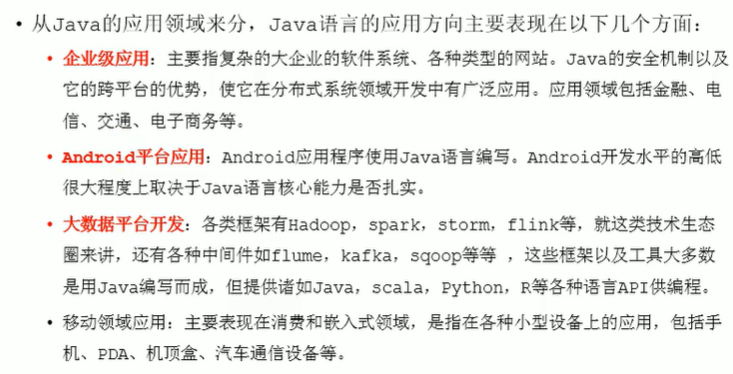 • 从Java的应用领域来分，Java语言的应用方向主要表现在以下几个方面：
• 企业级应用：主要指复杂的大企业的软件系统、各种类型的网站。Java的安全机制以及
它的跨平台的优势，使它在分布式系统领域开发中有广泛应用。应用领域包括金融、电
信、交通、电子商务等。
• Android平台应用：Android应用程序使用Java语言编写。Android开发水平的高低
很大程度上取决于Java语言核心能力是否扎实。
• 大数据平台开发：各类框架有Hadoop，spark，storm，flink等，就这类技术生态
圈来讲，还有各种中间件如flume，kafka，sqoop等等 ，这些框架以及工具大多数
是用Java编写而成，但提供诸如Java，scala，Python，R等各种语言API供编程。
• 移动领域应用：主要表现在消费和嵌入式领域，是指在各种小型设备上的应用，包括手
机、PDA、机顶盒、汽车通信设备等。